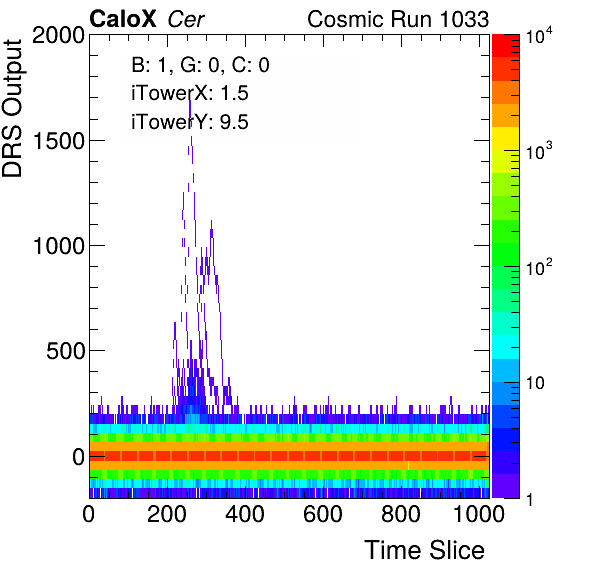 CaloX Cer Cosmic Run 1033
B: 1, G: 0, C: 0
iTowerX: 1.5
iTowerY: 9.5
DRS Output
2000
1500
1000
500
0
0 200 400 600 800 1000
Time Slice
10^4
10^3
10^2
10
1